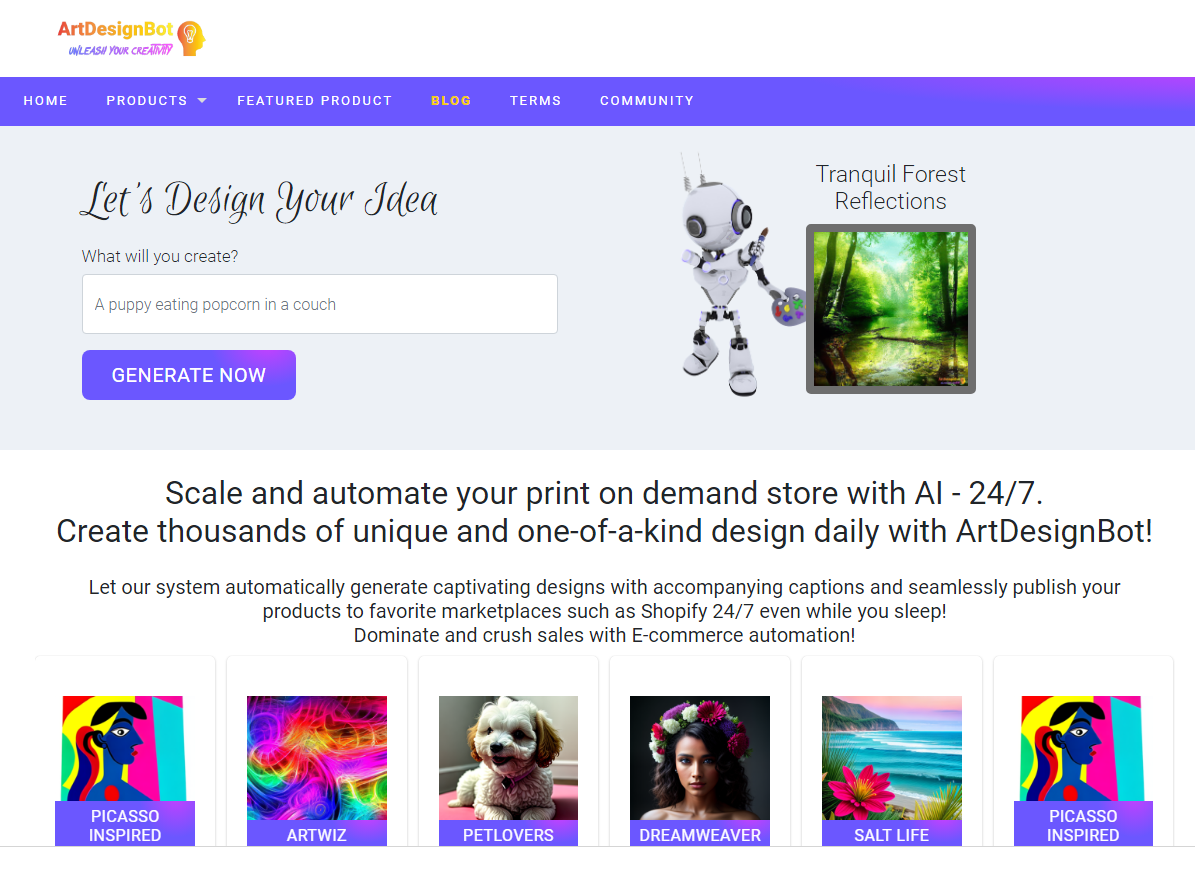 ArtDesignBot
UNLEASH YOUR CREATIVITY
HOME PRODUCTS FEATURED PRODUCT BLOG TERMS COMMUNITY
Let's Design Your Idea
What will you create?
A puppy eating popcorn in a couch
GENERATE NOW
Tranquil Forest
Reflections
Scale and automate your print on demand store with AI - 24/7.
Create thousands of unique and one-of-a-kind design daily with ArtDesignBot!
Let our system automatically generate captivating designs with accompanying captions and seamlessly publish your
products to favorite marketplaces such as Shopify 24/7 even while you sleep!
Dominate and crush sales with E-commerce automation!
PICASSO
INSPIRED
ARTWIZ
PETLOVERS
DREAMWEAVER
SALT LIFE
PICASSO
INSPIRED